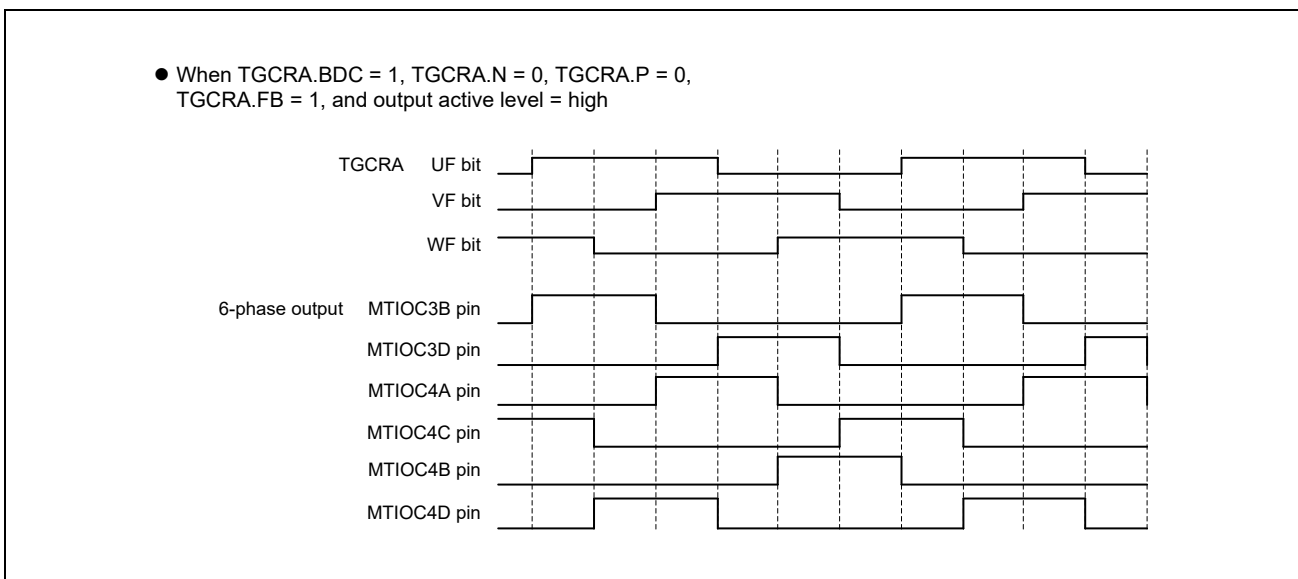 ● When TGCRA.BDC = 1, TGCRA.N = 0, TGCRA.P = 0,
TGCRA.FB = 1, and output active level = high
TGCRA UF bit
VF bit
WF bit
6-phase output MTIOC3B pin
MTIOC3D pin
MTIOC4A pin
MTIOC4C pin
MTIOC4B pin
MTIOC4D pin